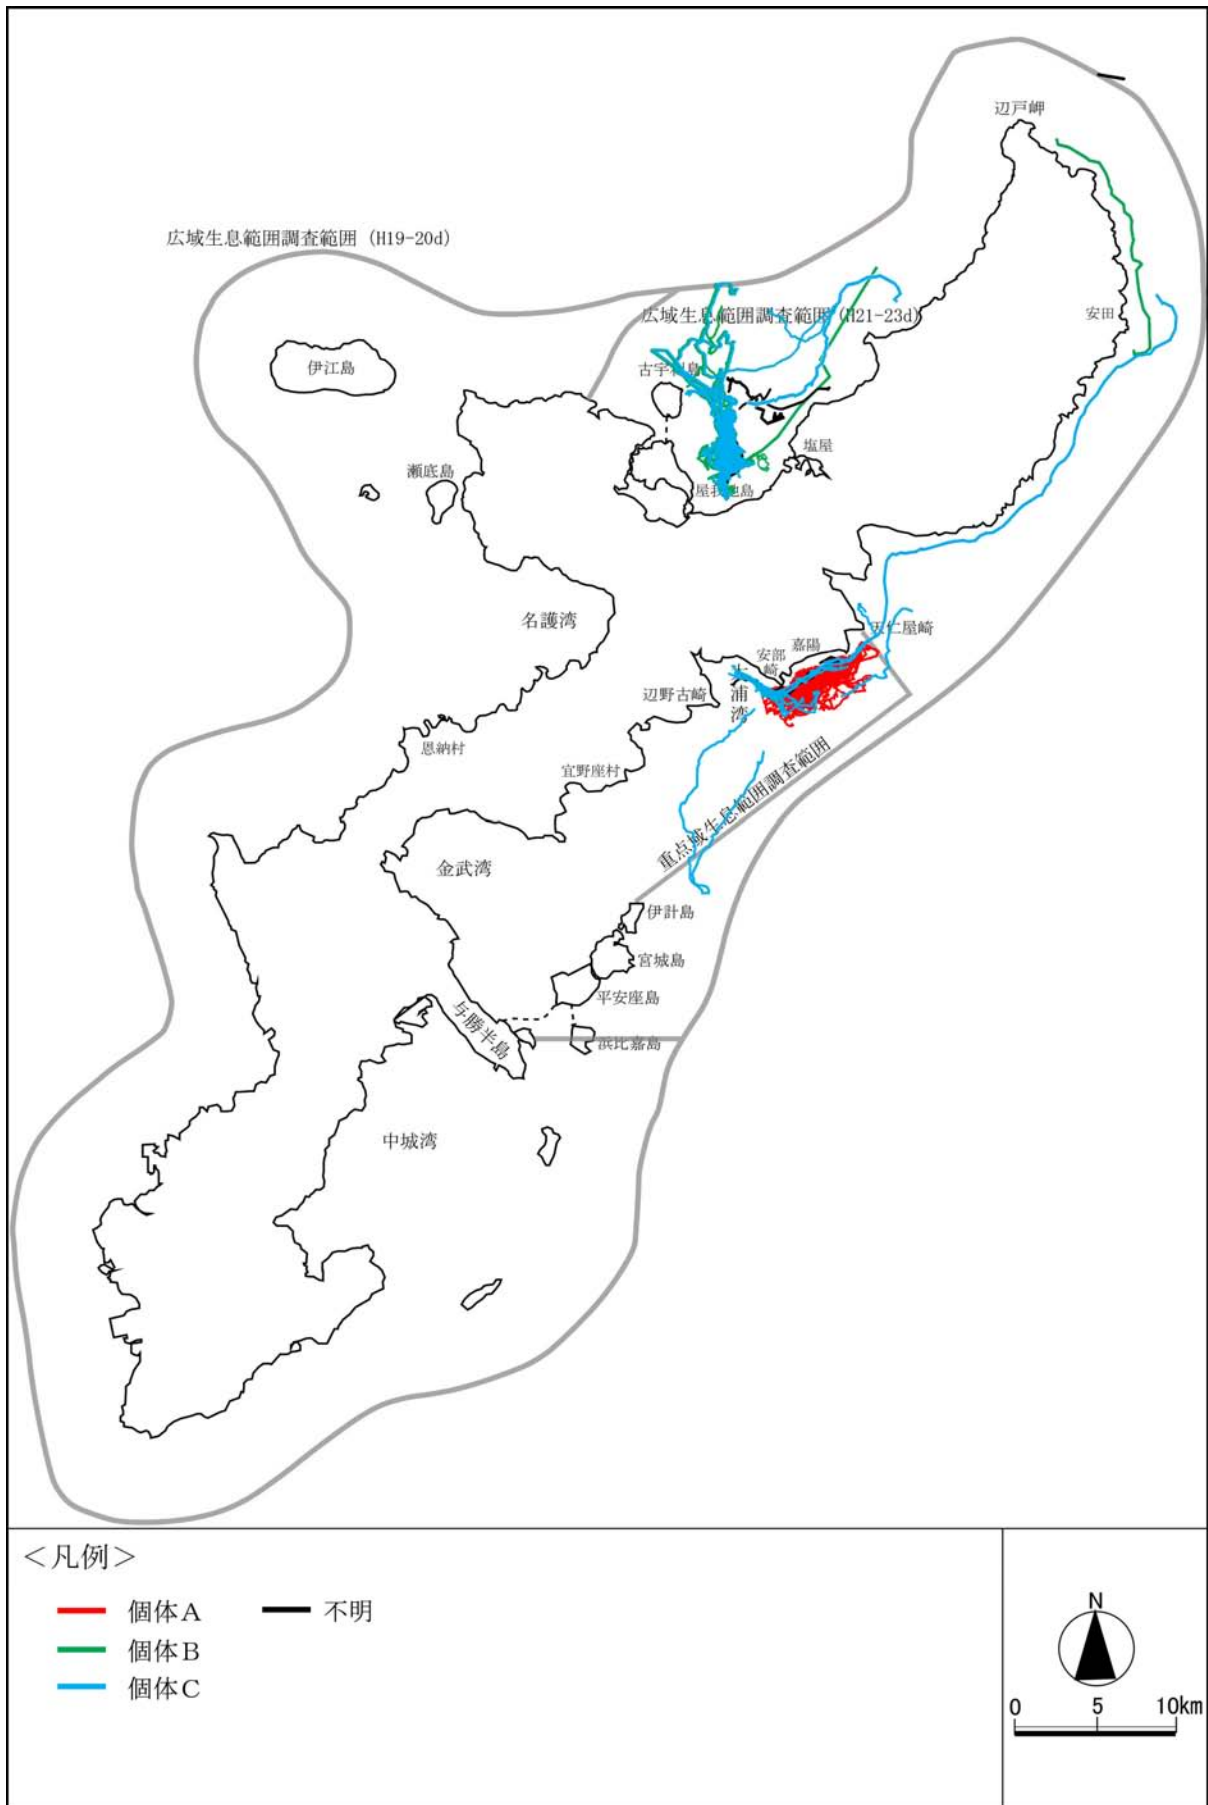 辺戸岬
広域生息範囲調査範囲 (H19-20d)
広域生息範囲調査範囲 (H21-23d)
安田
伊江島
古宇利島
塩屋
瀬底島
屋我地島
名護湾
天仁屋崎
嘉陽
安部崎
大浦湾
辺野古崎
恩納村
宜野座村
重点域生息範囲調査範囲
金武湾
伊計島
宮城島
平安座島
与勝半島
浜比嘉島
中城湾
＜凡例＞
個体A
不明
個体B
個体C
N
0 5 10km